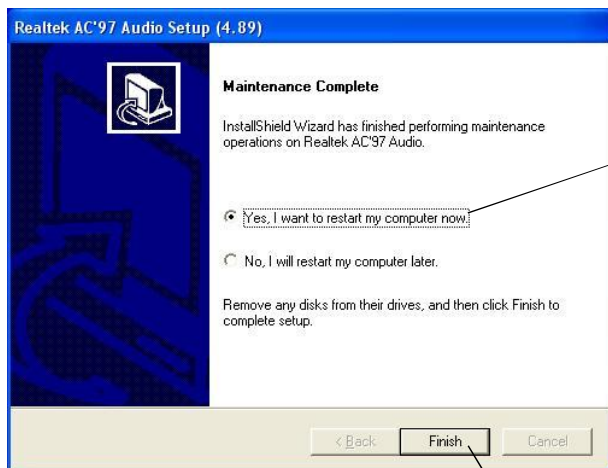 Realtek AC'97 Audio Setup (4.89)
Maintenance Complete
InstallShield Wizard has finished performing maintenance
operations on Realtek AC'97 Audio.
Yes, I want to restart my computer now.
No, I will restart my computer later.
Remove any disks from their drives, and then click Finish to
complete setup.
< Back
Finish
Cancel